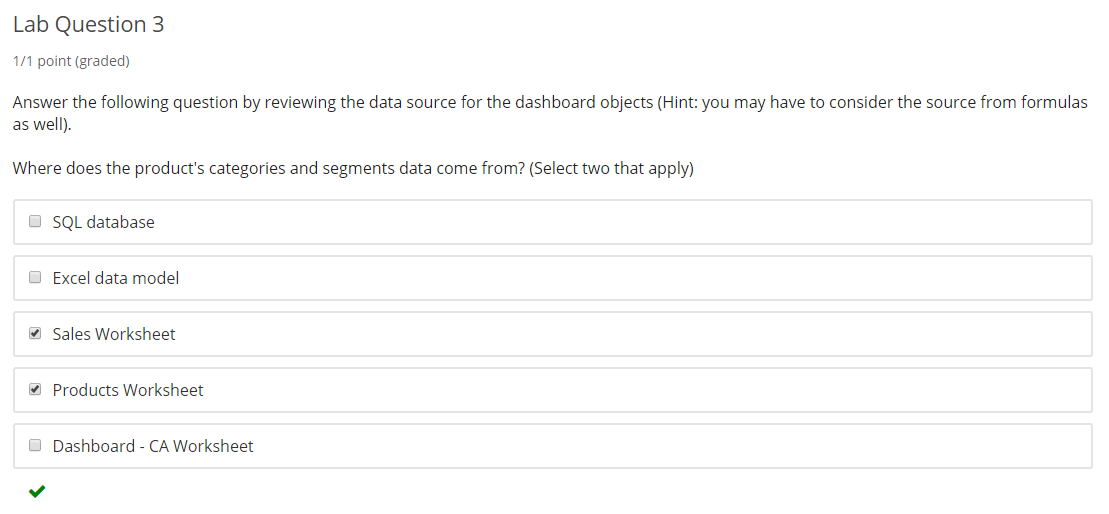 Lab Question 3
1/1 point (graded)
Answer the following question by reviewing the data source for the dashboard objects (Hint: you may have to consider the source from formulas
as well).
Where does the product's categories and segments data come from? (Select two that apply)
SQL database
Excel data model
Sales Worksheet
Products Worksheet
Dashboard - CA Worksheet